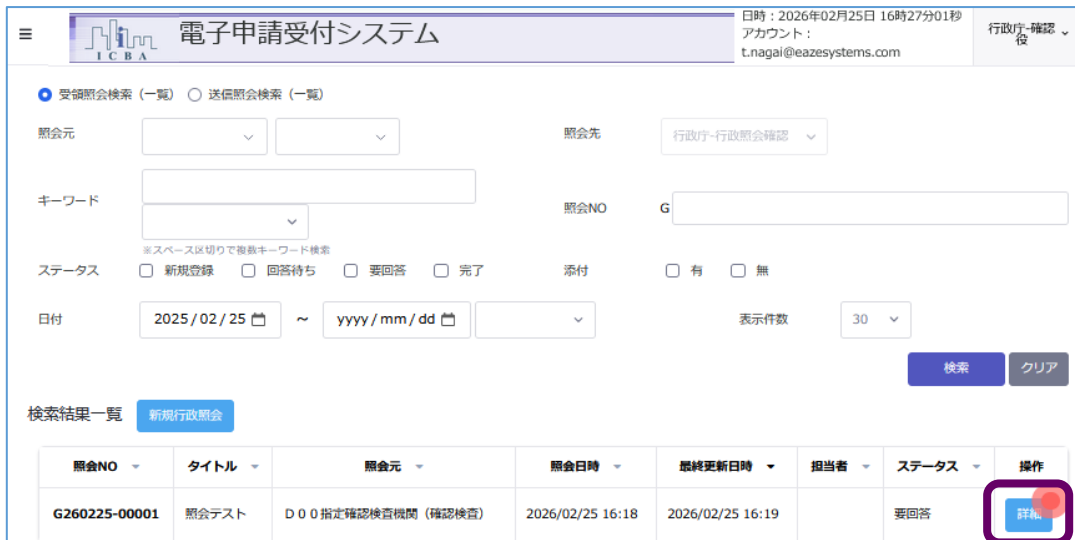 日時：2026年02月25日 16時27分01秒
ICBA 電子申請受付システム アカウント： 行政庁-確認役
t.nagai@eazesystems.com
受領照会検索（一覧） 送信照会検索（一覧）
照会元 照会先 行政庁-行政照会確認
キーワード
照会NO G
※スペース区切りで複数キーワード検索
ステータス 新規登録 回答待ち 要回答 完了 添付 有 無
日付 2025/02/25 ～ yyyy/mm/dd 表示件数 30
検索 クリア
検索結果一覧 新規行政照会
照会NO タイトル 照会元 照会日時 最終更新日時 担当者 ステータス 操作
G260225-00001 照会テスト D００指定確認検査機関（確認検査） 2026/02/25 16:18 2026/02/25 16:19 要回答 詳細